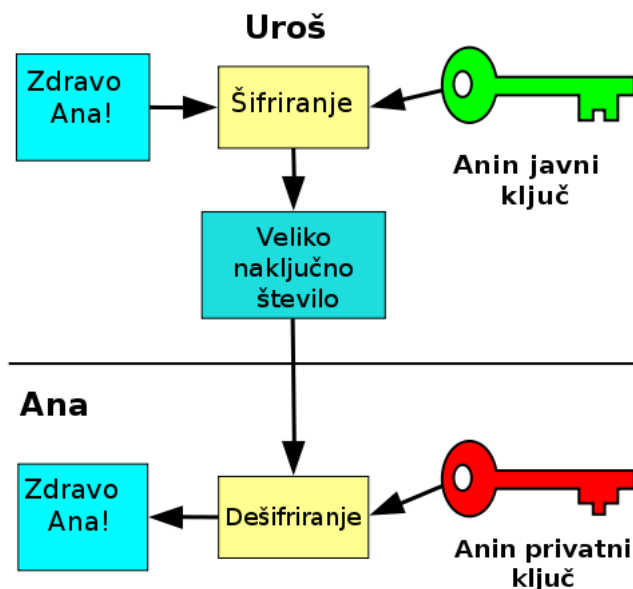 Uroš
Zdravo
Ana!
Šifriranje
Anin javni
ključ
Veliko
naključno
število
Ana
Zdravo
Ana!
Dešifriranje
Anin privatni
ključ